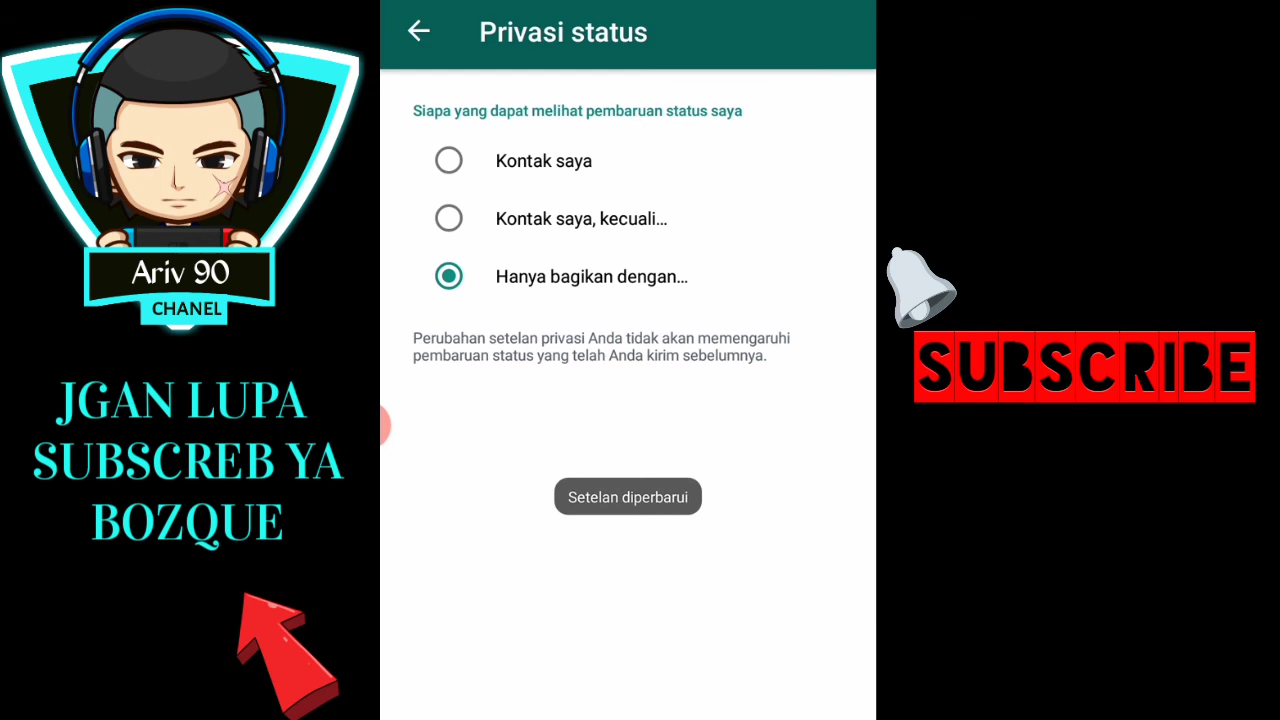 Privasi status
Siapa yang dapat melihat pembaruan status saya
Kontak saya
Kontak saya, kecuali...
Hanya bagikan dengan...
Perubahan setelan privasi Anda tidak akan memengaruhi
pembaruan status yang telah Anda kirim sebelumnya.
Setelan diperbarui
Ariv 90
CHANEL
JGAN LUPA
SUBSCREB YA
BOZQUE
SUBSCRIBE